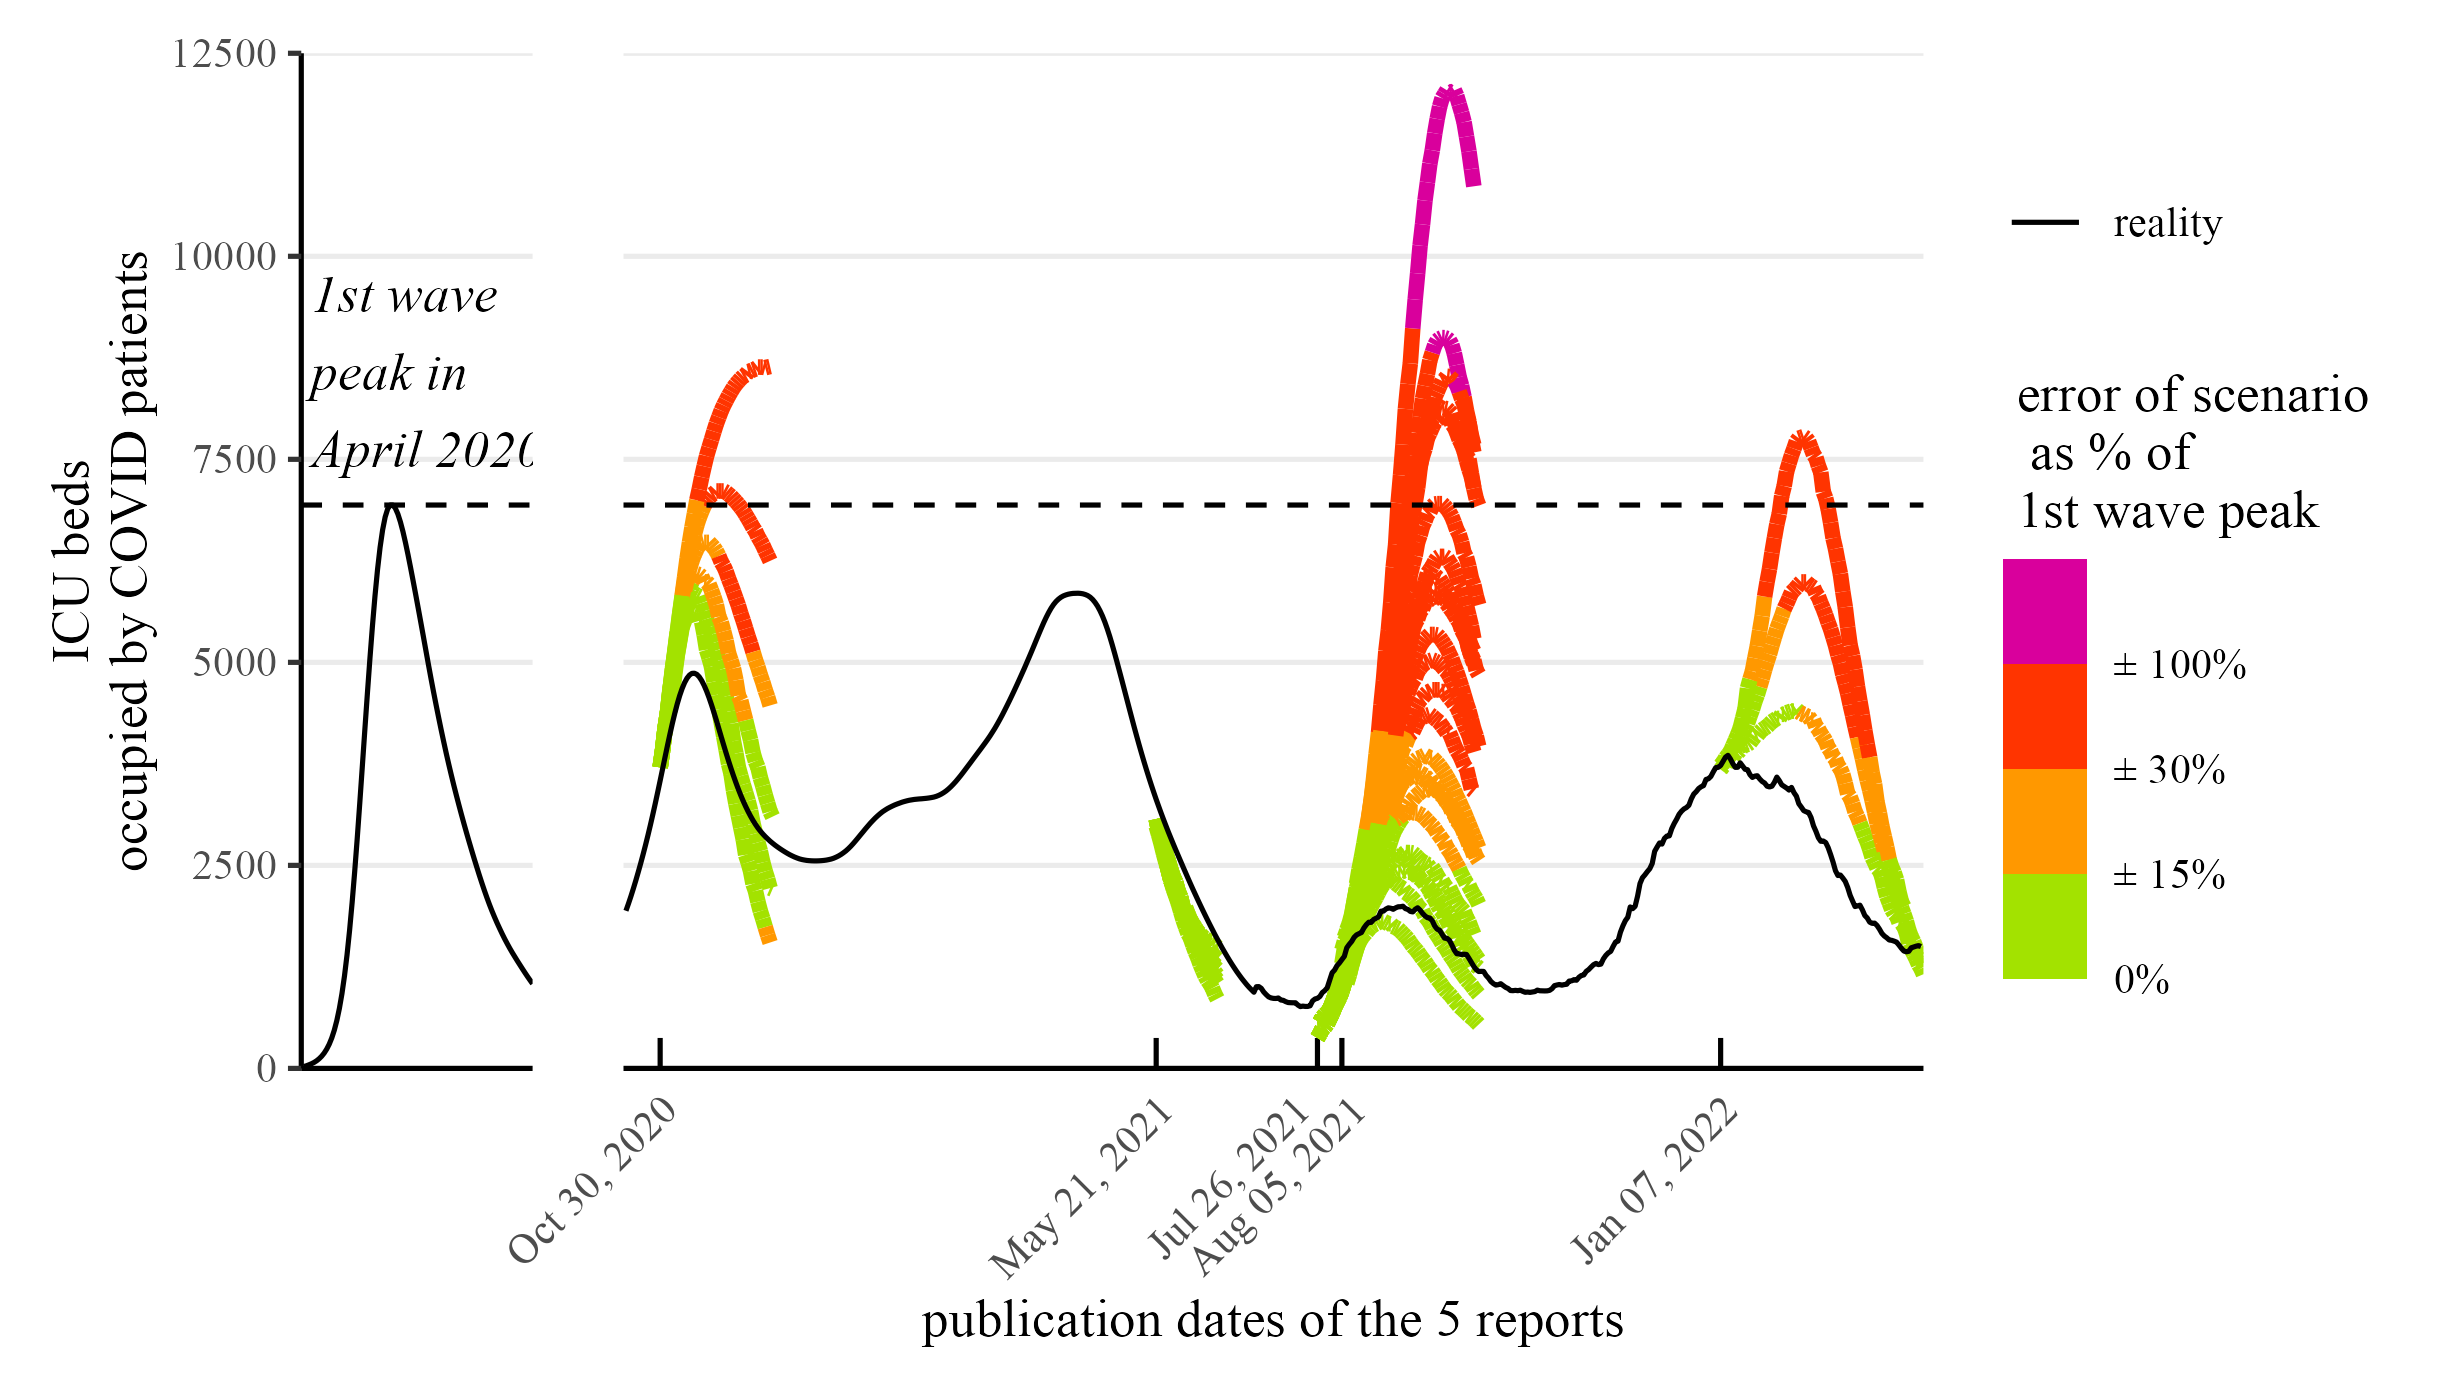 12500
10000
7500
5000
2500
0
ICU beds
occupied by COVID patients
1st wave
peak in
April 2020
Oct 30, 2020
May 21, 2021
Jul 26, 2021
Aug 05, 2021
Jan 07, 2022
publication dates of the 5 reports
reality
error of scenario
as % of
1st wave peak
± 100%
± 30%
± 15%
0%